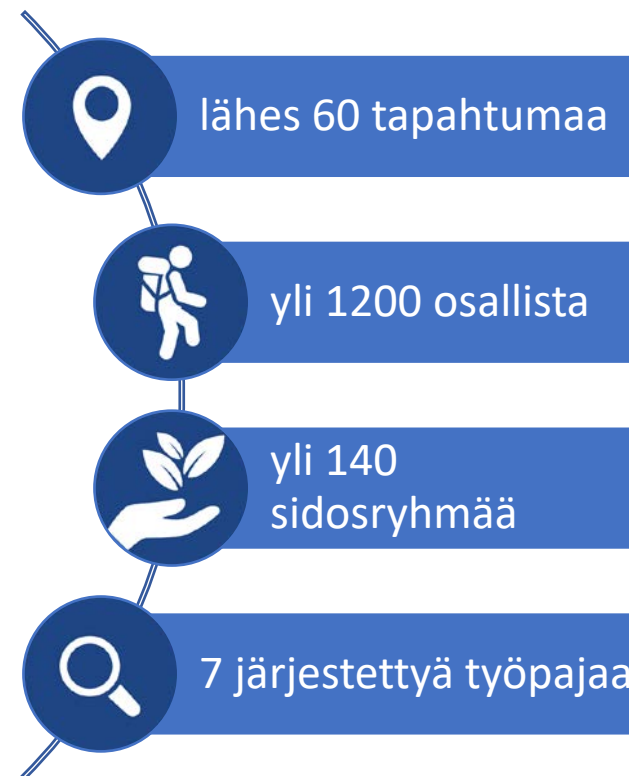 lähes 60 tapahtumaa
yli 1200 osallista
yli 140
sidosryhmää
7 järjestettyä työpajaa